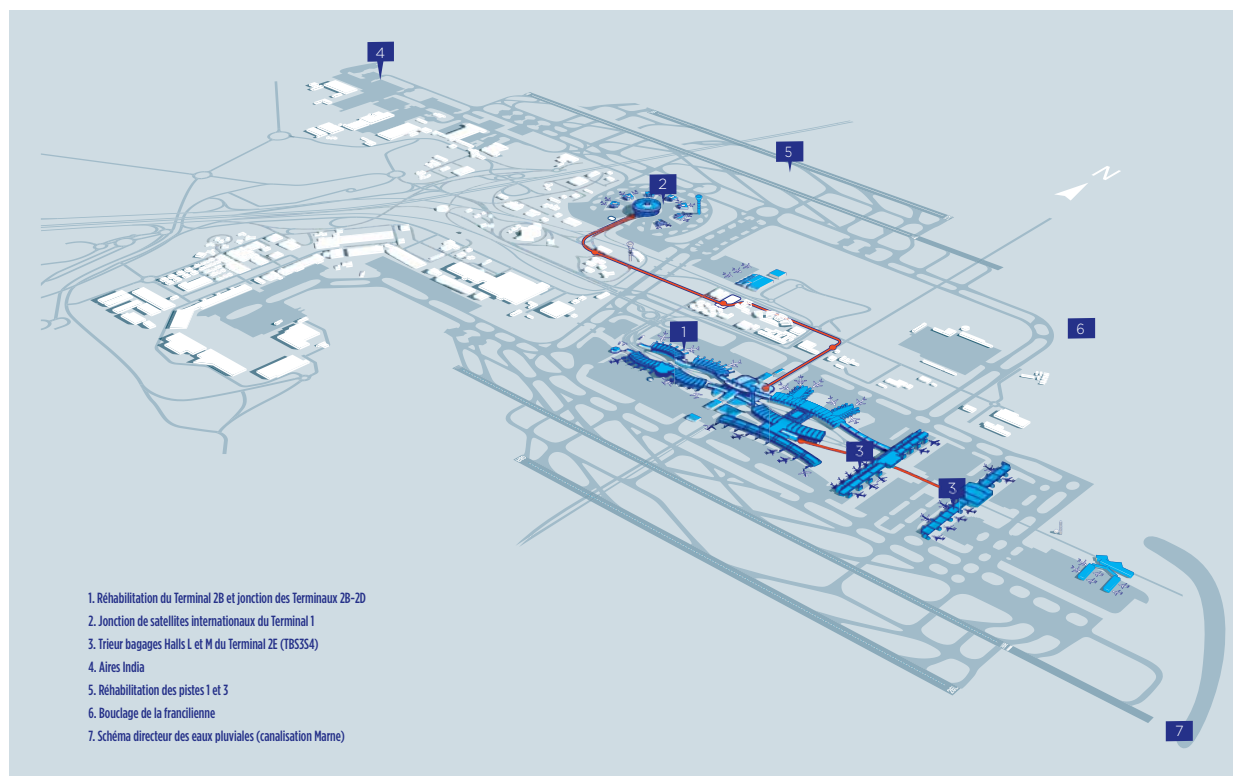 4
5
N
2
6
1
3
3
7
1. Réhabilitation du Terminal 2B et jonction des Terminaux 2B-2D
2. Jonction de satellites internationaux du Terminal 1
3. Trieur bagages Halls L et M du Terminal 2E (TBS3S4)
4. Aires India
5. Réhabilitation des pistes 1 et 3
6. Bouclage de la francilienne
7. Schéma directeur des eaux pluviales (canalisation Marne)